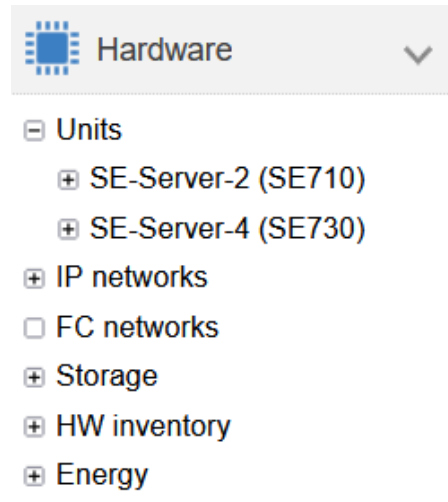 Hardware
Units
SE-Server-2 (SE710)
SE-Server-4 (SE730)
IP networks
FC networks
Storage
HW inventory
Energy